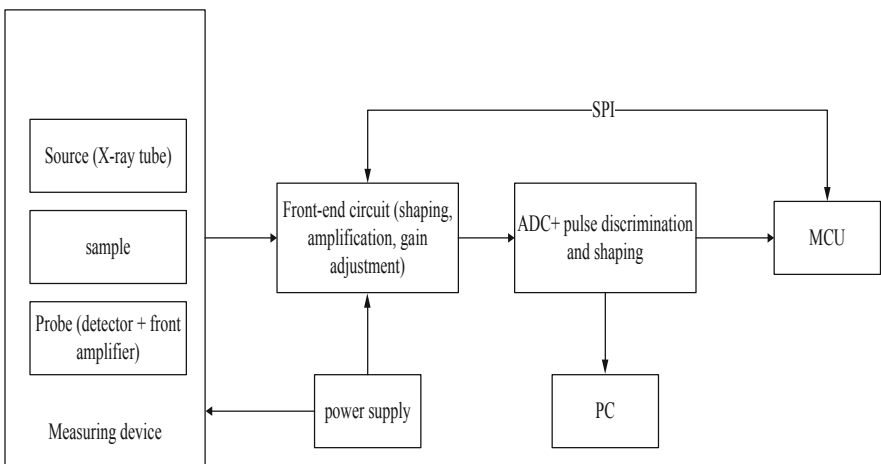 Source (X-ray tube)
sample
Probe (detector + front
amplifier)
Measuring device
SPI
Front-end circuit (shaping,
amplification, gain
adjustment)
ADC+ pulse discrimination
and shaping
MCU
power supply
PC